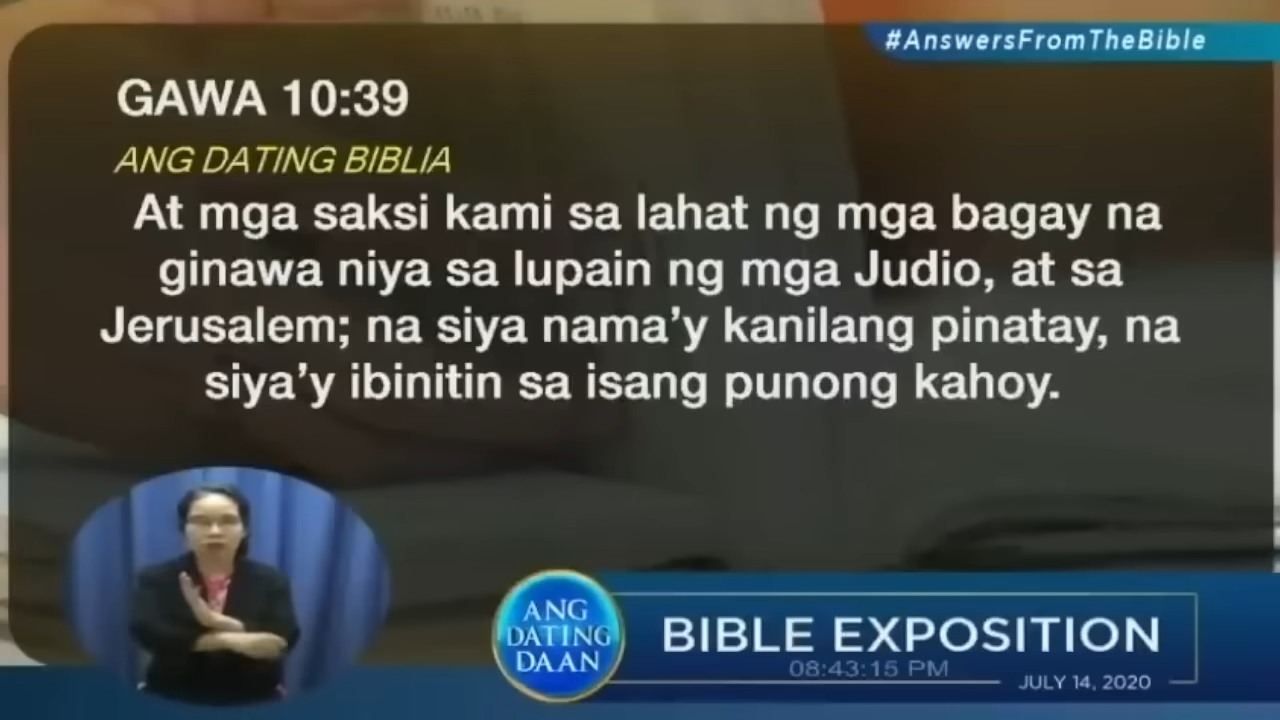 #AnswersFromTheBible
GAWA 10:39
ANG DATING BIBLIA
At mga saksi kami sa lahat ng mga bagay na
ginawa niya sa lupain ng mga Judio, at sa
Jerusalem; na siya nama’y kanilang pinatay, na
siya’y ibinitin sa isang punong kahoy.
ANG
DATING
DAAN
BIBLE EXPOSITION
08:43:15 PM
JULY 14, 2020